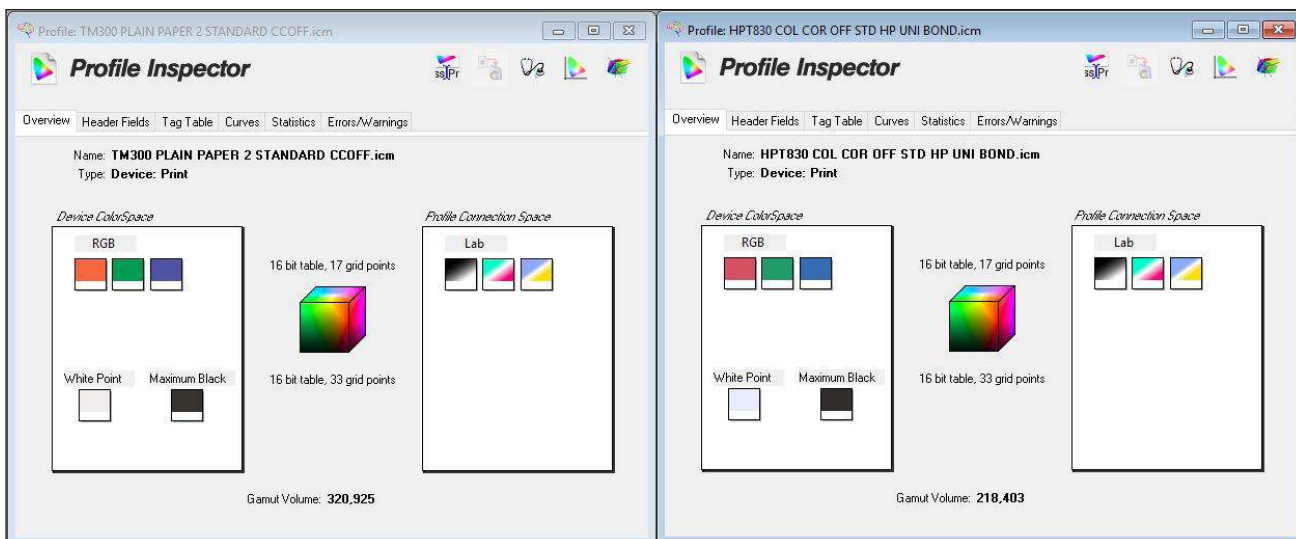 Profile: TM300 PLAIN PAPER 2 STANDARD CCOFF.icm
Profile Inspector
Overview Header Fields Tag Table Curves Statistics Errors/Warnings
Name: TM300 PLAIN PAPER 2 STANDARD CCOFF.icm
Type: Device: Print
Device ColorSpace
Profile Connection Space
RGB
Lab
16 bit table, 17 grid points
16 bit table, 33 grid points
White Point
Maximum Black
Gamut Volume: 320,925
Profile: HPT830 COL COR OFF STD HP UNI BOND.icm
Profile Inspector
Overview Header Fields Tag Table Curves Statistics Errors/Warnings
Name: HPT830 COL COR OFF STD HP UNI BOND.icm
Type: Device: Print
Device ColorSpace
Profile Connection Space
RGB
Lab
16 bit table, 17 grid points
16 bit table, 33 grid points
White Point
Maximum Black
Gamut Volume: 218,403